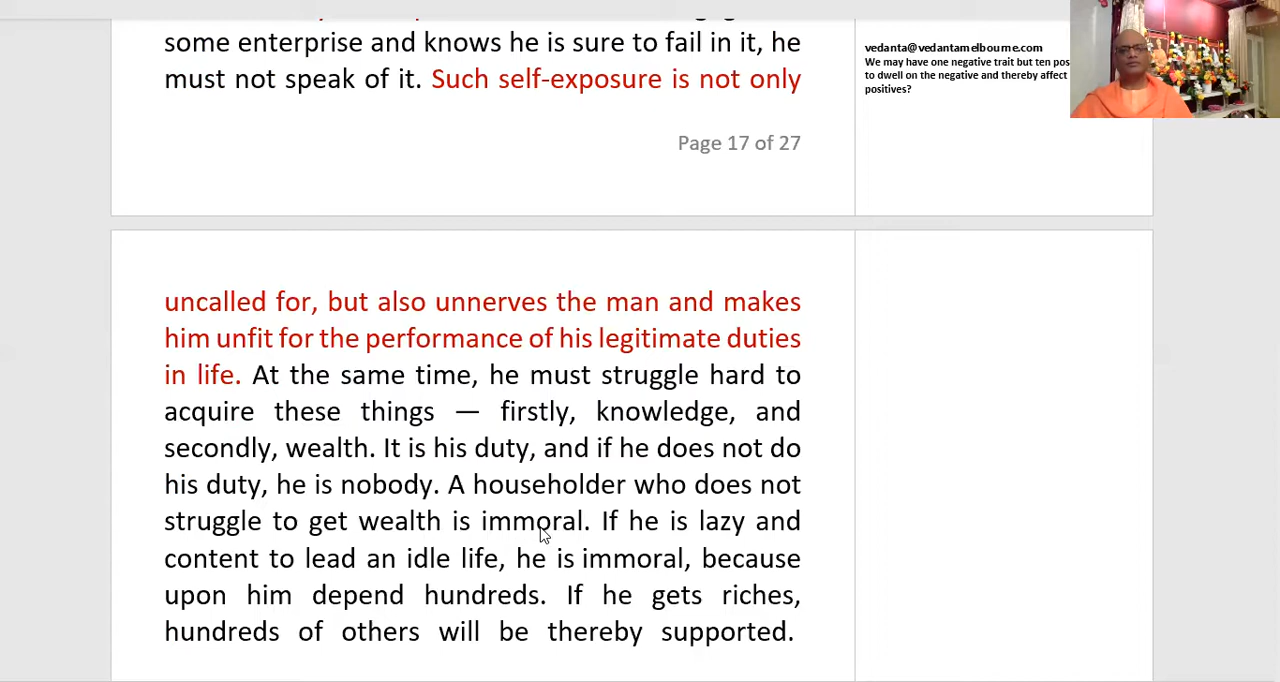 some enterprise and knows he is sure to fail in it, he
must not speak of it. Such self-exposure is not only
Page 17 of 27
uncalled for, but also unnerves the man and makes
him unfit for the performance of his legitimate duties
in life. At the same time, he must struggle hard to
acquire these things — firstly, knowledge, and
secondly, wealth. It is his duty, and if he does not do
his duty, he is nobody. A householder who does not
struggle to get wealth is immoral. If he is lazy and
content to lead an idle life, he is immoral, because
upon him depend hundreds. If he gets riches,
hundreds of others will be thereby supported.
vedanta@vedantamelbourne.com
We may have one negative trait but ten pos
to dwell on the negative and thereby affect
positives?